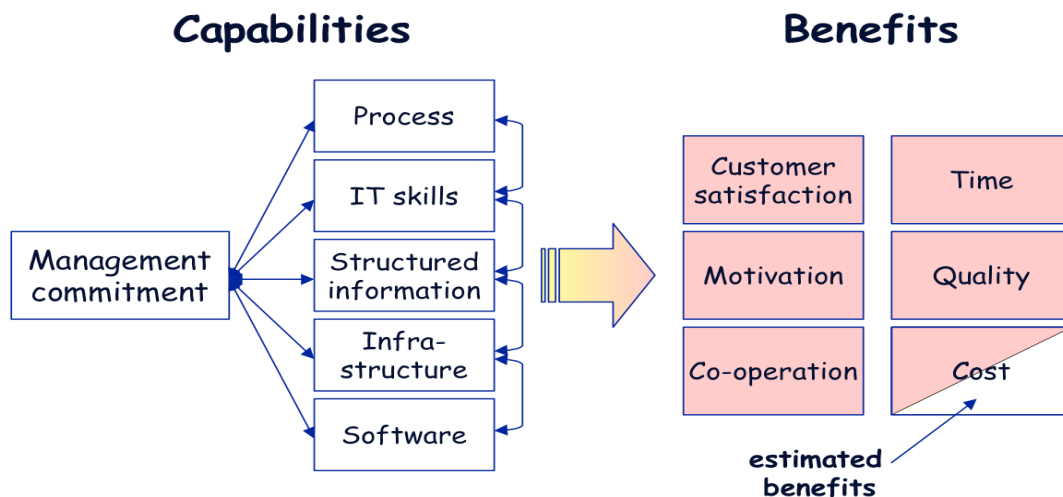 Capabilities
Benefits
Management
commitment
Process
IT skills
Structured
information
Infra-
structure
Software
Customer
satisfaction
Time
Motivation
Quality
Co-operation
Cost
estimated
benefits